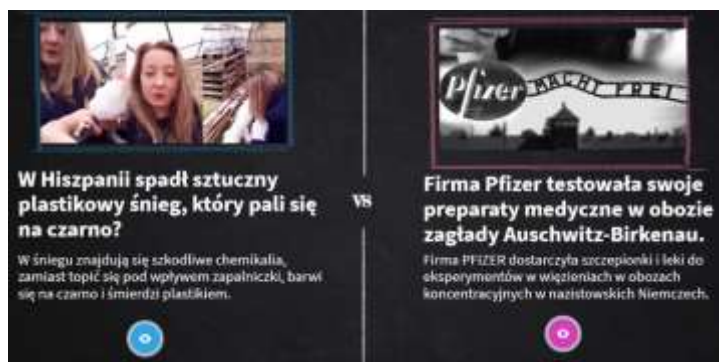 W Hiszpanii spadł sztuczny
plastikowy śnieg, który pali się
na czarno?
W śniegu znajdują się szkodliwe chemikalia,
zamiast topić się pod wpływem zapalniczki, barwi
się na czarno i śmierdzi plastikiem.
VS
Pfizer
MACHT FREI
Firma Pfizer testowała swoje
preparaty medyczne w obozie
zagłady Auschwitz-Birkenau.
Firma PFIZER dostarczyła szczepionki i leki do
eksperymentów w więzieniach w obozach
koncentracyjnych w nazistowskich Niemczech.